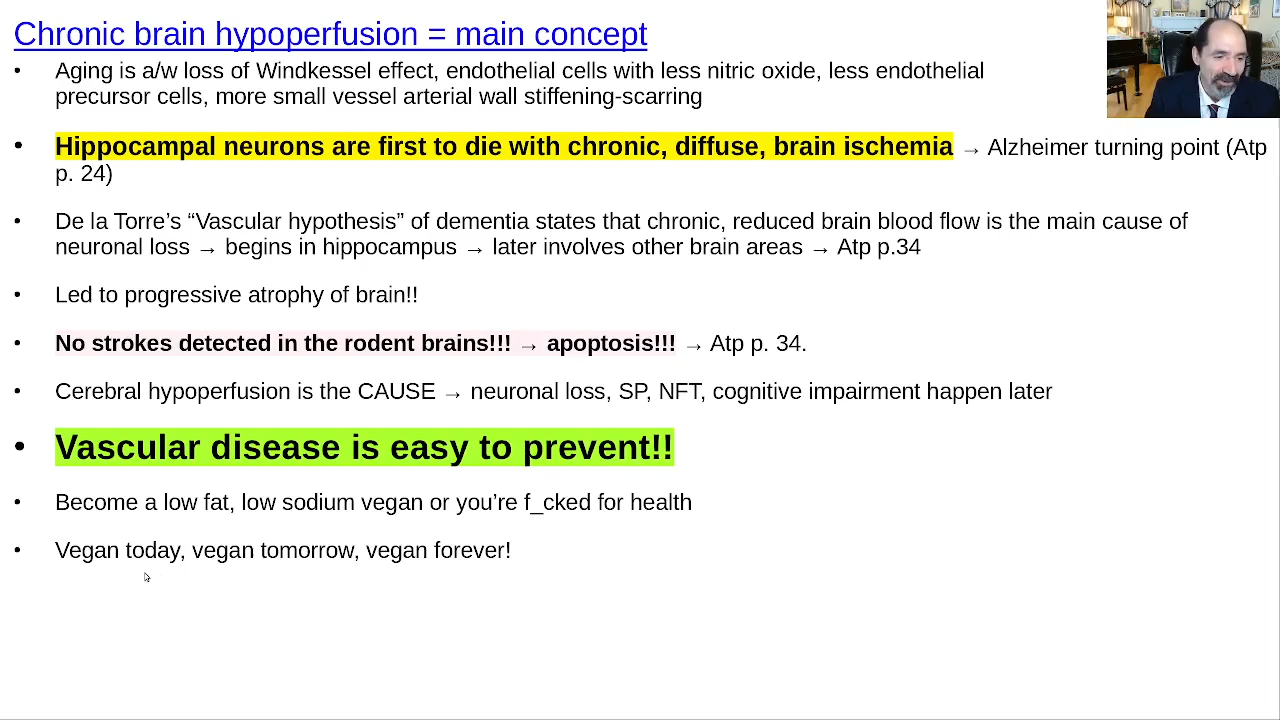 Chronic brain hypoperfusion = main concept
• Aging is a/w loss of Windkessel effect, endothelial cells with less nitric oxide, less endothelial
precursor cells, more small vessel arterial wall stiffening-scarring
• Hippocampal neurons are first to die with chronic, diffuse, brain ischemia → Alzheimer turning point (Atp
p. 24)
• De la Torre’s “Vascular hypothesis” of dementia states that chronic, reduced brain blood flow is the main cause of
neuronal loss → begins in hippocampus → later involves other brain areas → Atp p.34
• Led to progressive atrophy of brain!!
• No strokes detected in the rodent brains!!! → apoptosis!!! → Atp p. 34.
• Cerebral hypoperfusion is the CAUSE → neuronal loss, SP, NFT, cognitive impairment happen later
• Vascular disease is easy to prevent!!
• Become a low fat, low sodium vegan or you’re f_cked for health
• Vegan today, vegan tomorrow, vegan forever!